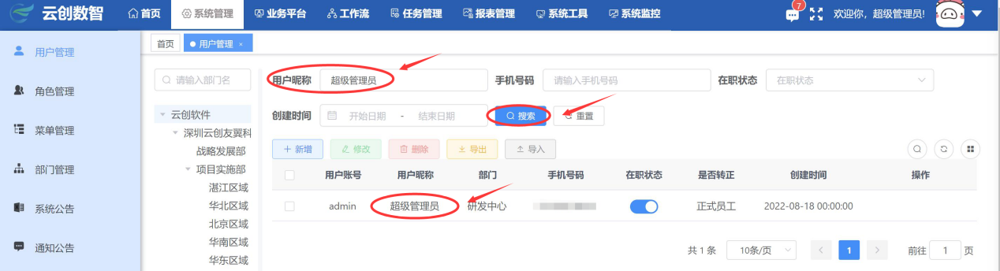 云创数智 首页 系统管理 业务平台 工作流 任务管理 报表管理 系统工具 系统监控 7 欢迎你，超级管理员!
用户管理
角色管理
菜单管理
部门管理
系统公告
通知公告
首页 用户管理 ×
请输入部门名
云创软件
深圳云创友翼科
战略发展部
项目实施部
湛江区域
华北区域
北京区域
华南区域
华东区域
用户昵称 超级管理员 手机号码 请输入手机号码 在职状态 在职状态
创建时间 开始日期 - 结束日期 搜索 重置
新增 修改 删除 导出 导入
用户账号 用户昵称 部门 手机号码 在职状态 是否转正 创建时间 操作
admin 超级管理员 研发中心 正式员工 2022-08-18 00:00:00
共 1 条 10条/页 < 1 > 前往 1 页